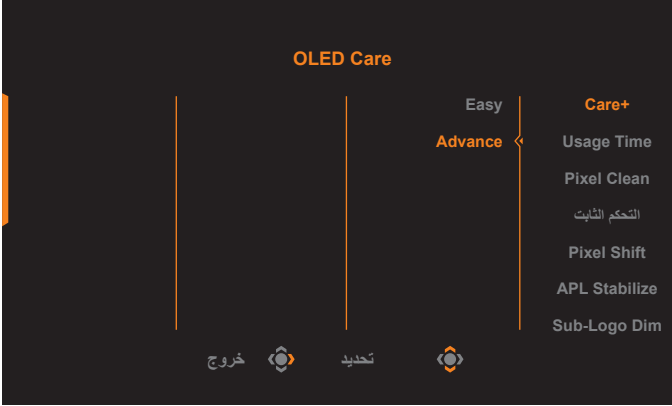 OLED Care
Care+
Easy
Usage Time
Advance
Pixel Clean
التحكم الثابت
Pixel Shift
APL Stabilize
Sub-Logo Dim
تحديد
خروج